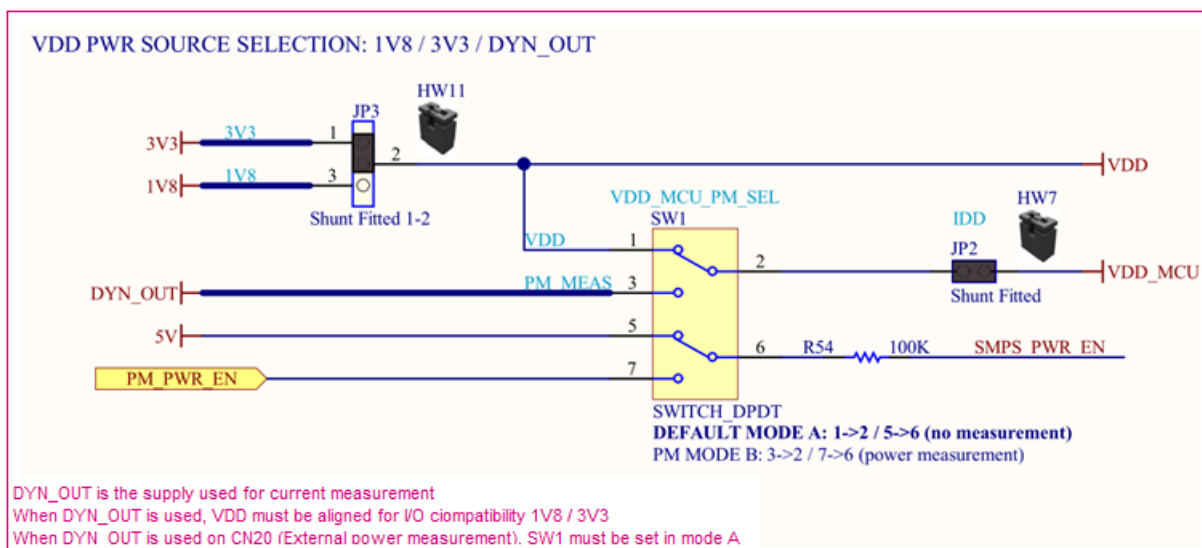 VDD PWR SOURCE SELECTION: 1V8 / 3V3 / DYN_OUT
HW11
JP3
3V3 3V3 1
2
VDD
1V8 1V8 3
Shunt Fitted 1-2
VDD_MCU_PM_SEL
SW1
IDD
HW7
VDD 1
JP2
2
VDD_MCU
DYN_OUT PM_MEAS 3
Shunt Fitted
5V 5
6 R54 100K SMPS_PWR_EN
PM_PWR_EN 7
SWITCH_DPDT
DEFAULT MODE A: 1->2 / 5->6 (no measurement)
PM MODE B: 3->2 / 7->6 (power measurement)
DYN_OUT is the supply used for current measurement
When DYN_OUT is used, VDD must be aligned for I/O ciompatibility 1V8 / 3V3
When DYN_OUT is used on CN20 (External power measurement), SW1 must be set in mode A